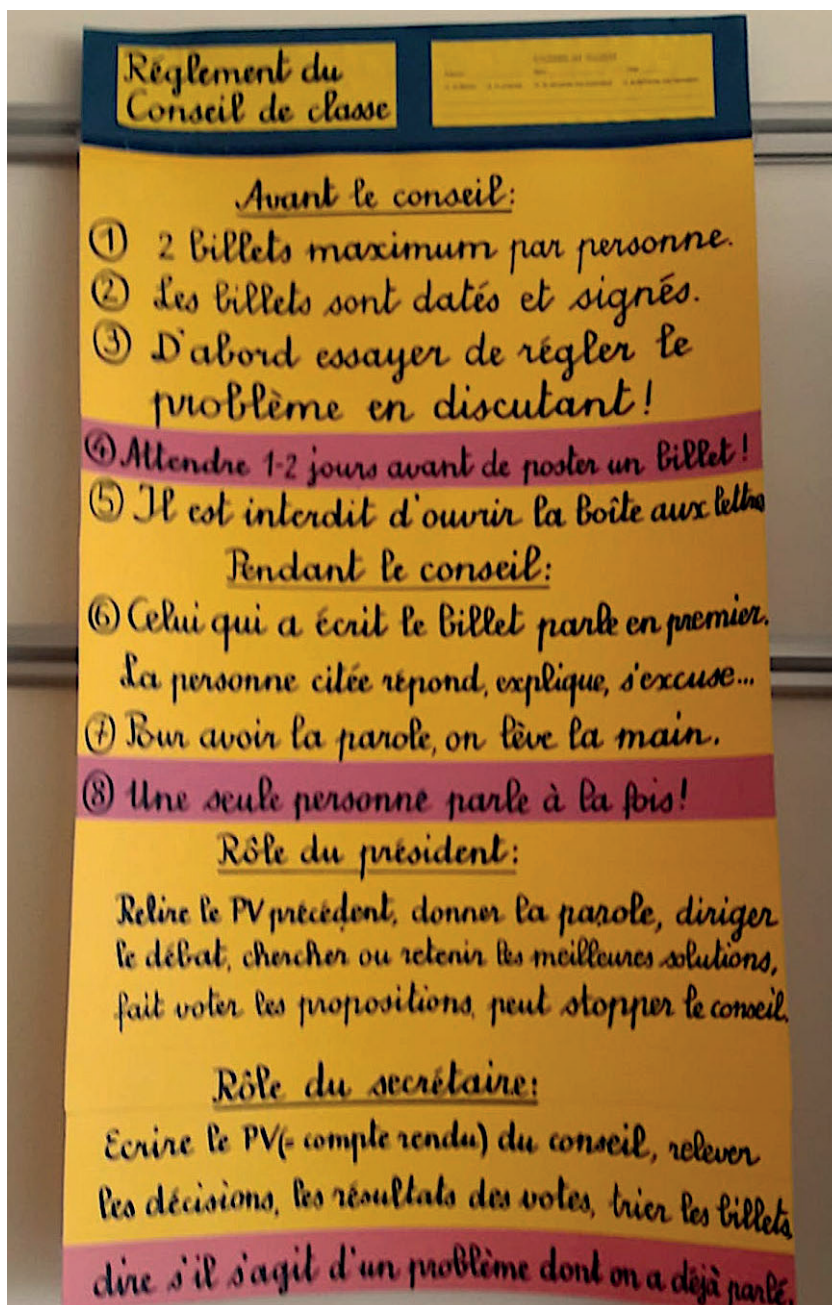 Réglement du
Conseil de classe
Avant le conseil:
① 2 billets maximum par personne.
② Les billets sont datés et signés.
③ D'abord essayer de régler le
problème en discutant!
④ Attendre 1-2 jours avant de poster un billet!
⑤ Il est interdit d'ouvrir la boîte aux lettres
Pendant le conseil:
⑥ Celui qui a écrit le billet parle en premier.
La personne citée répond, explique, s'excuse...
⑦ Pour avoir la parole, on lève la main.
⑧ Une seule personne parle à la fois!
Rôle du président:
Relire le PV précédent, donner la parole, diriger
le débat, chercher ou retenir les meilleures solutions,
fait voter les propositions, peut stopper le conseil.
Rôle du secrétaire:
Ecrire le PV (= compte rendu) du conseil, relever
les décisions, les résultats des votes, trier les billets,
dire s'il s'agit d'un problème dont on a déjà parlé.